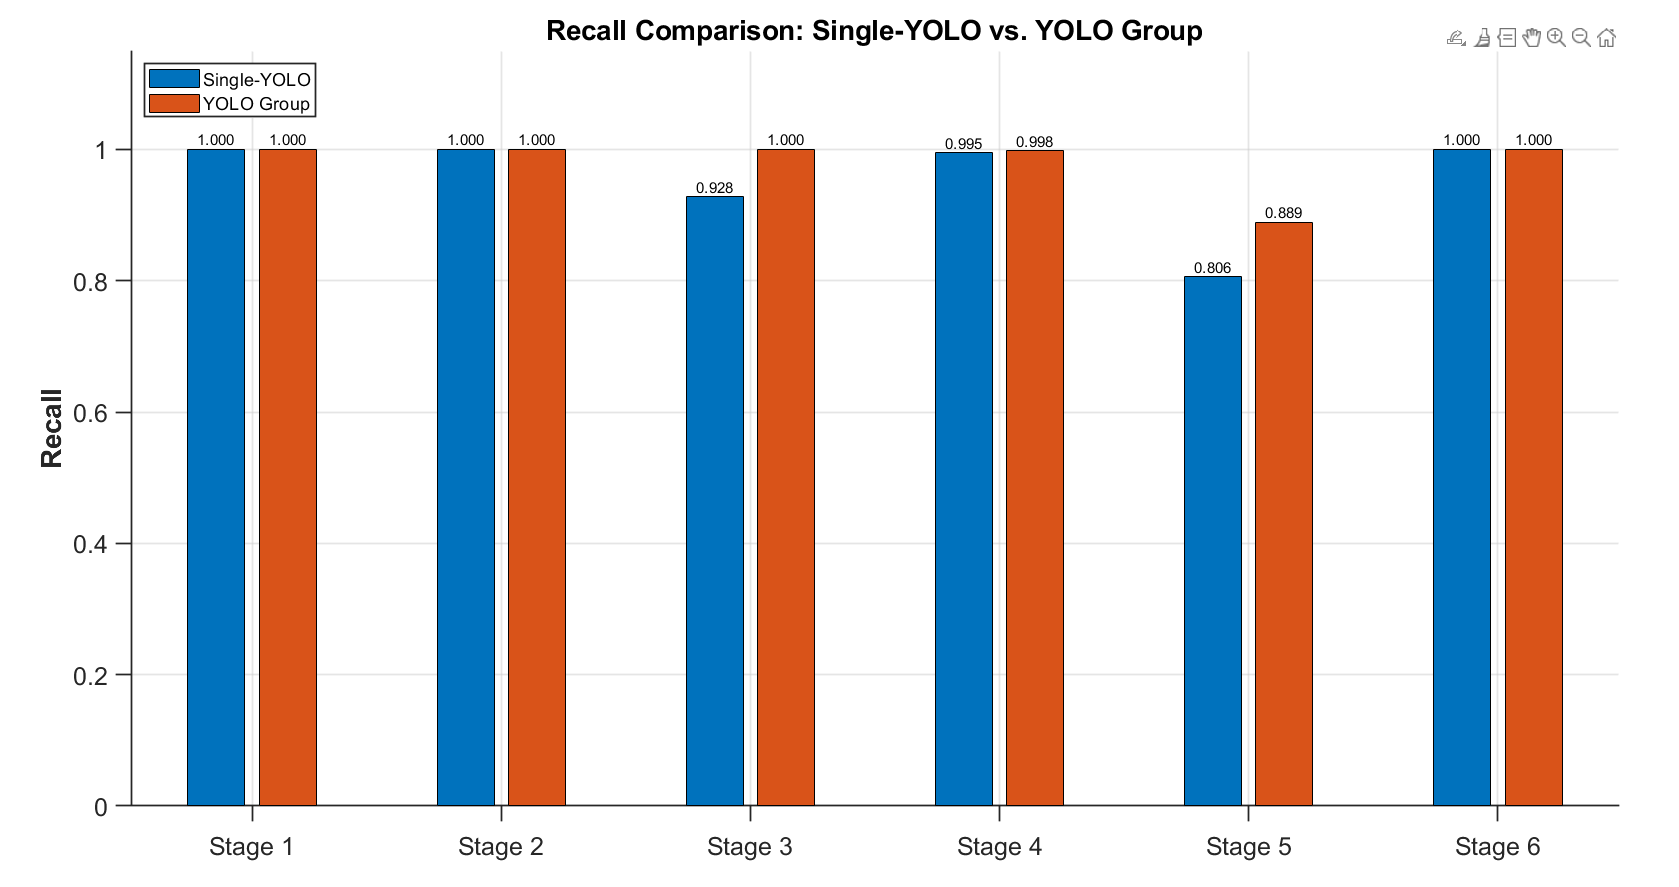 Recall Comparison: Single-YOLO vs. YOLO Group
Single-YOLO
YOLO Group
1.000 1.000 1.000 1.000 0.928 1.000 0.995 0.998 0.806 0.889 1.000 1.000
1
0.8
0.6
0.4
0.2
0
Recall
Stage 1 Stage 2 Stage 3 Stage 4 Stage 5 Stage 6